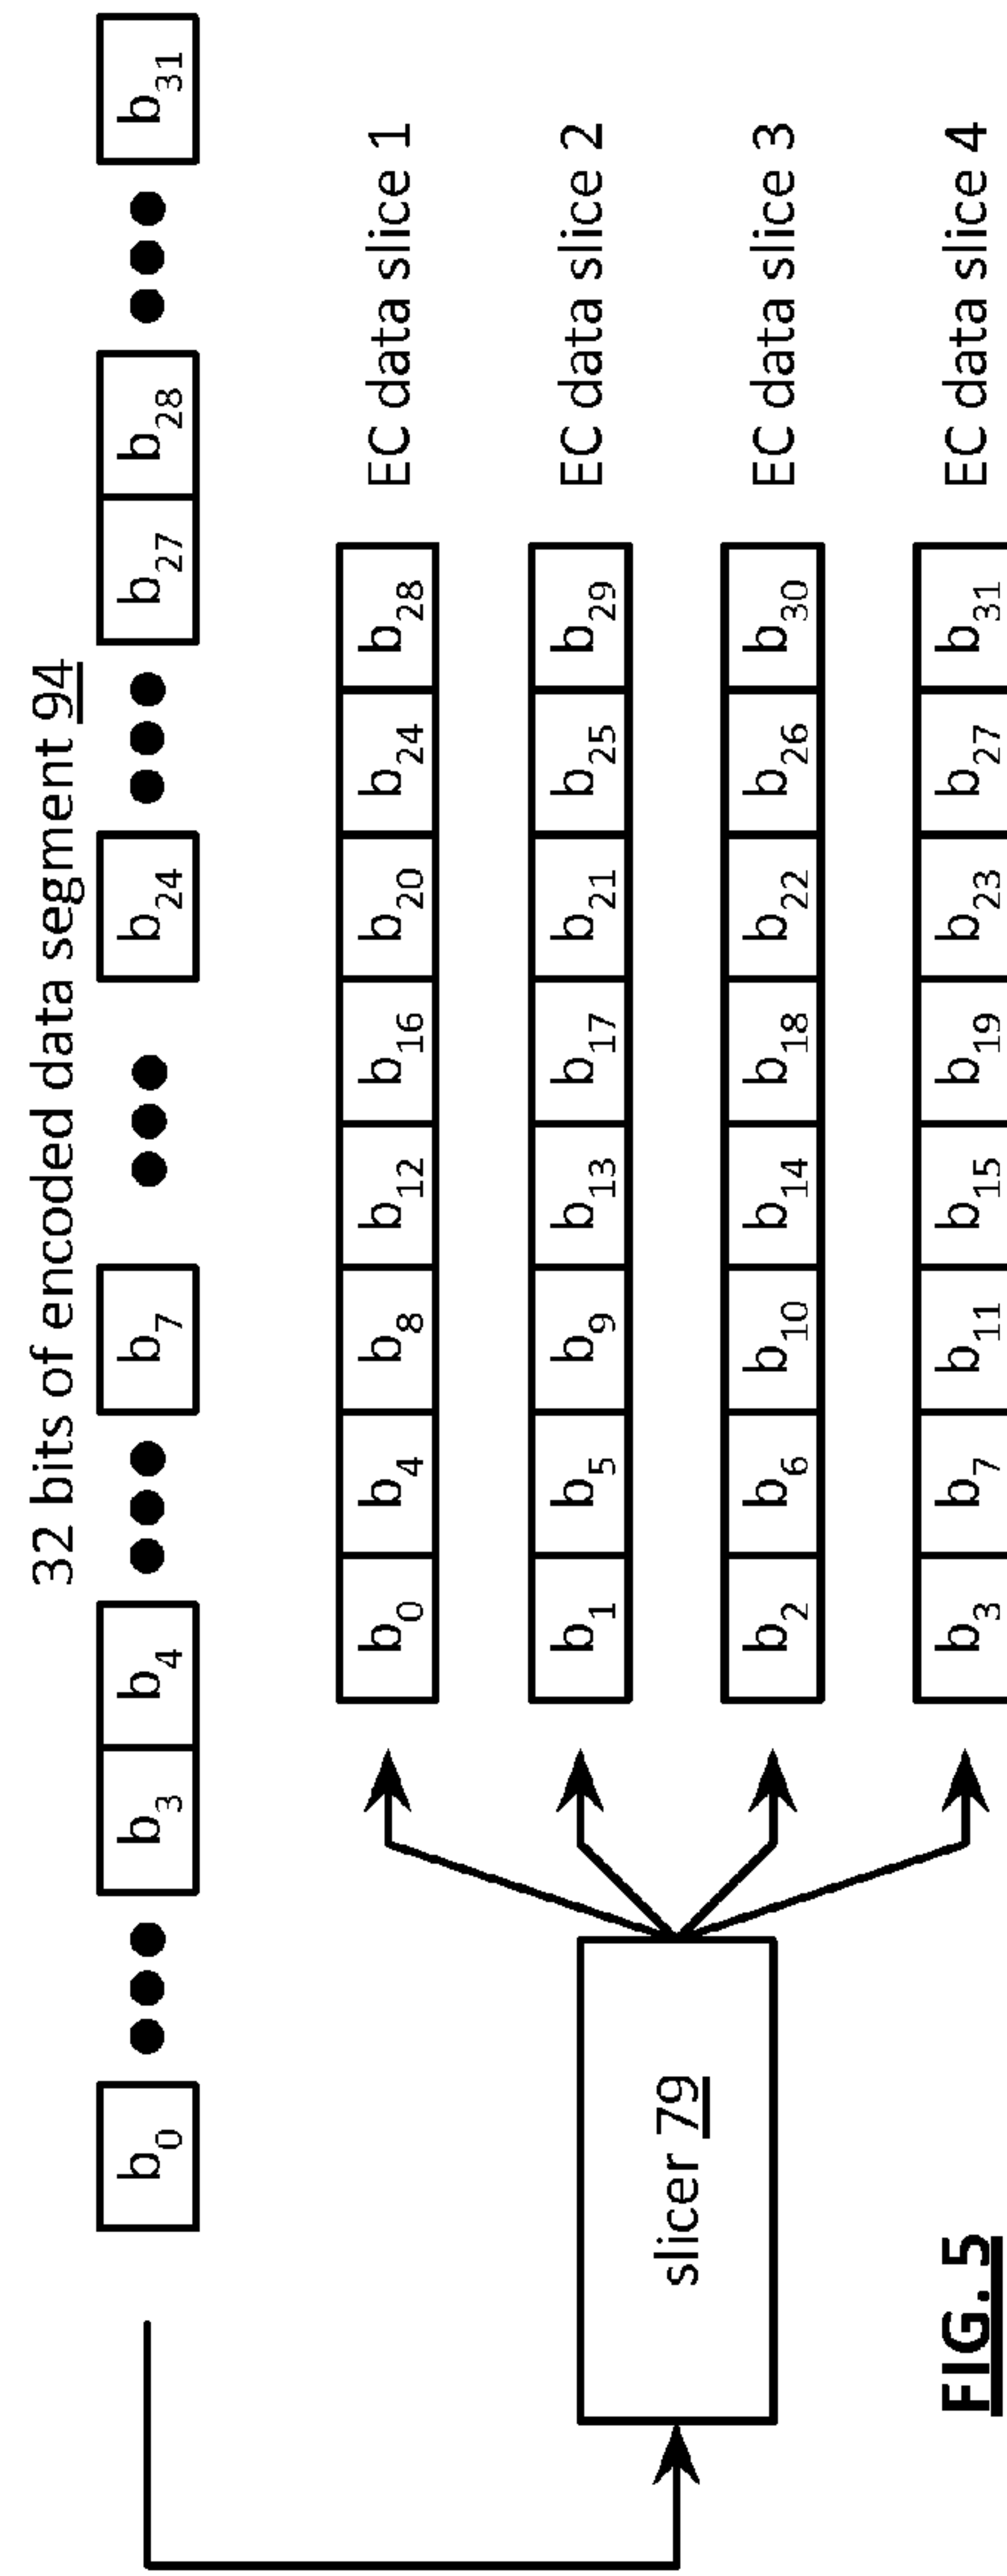 32 bits of encoded data segment 94
b0 ●●● b3 b4 ●●● b7 ●●● b24 ●●● b27 b28 ●●● b31
b0 b4 b8 b12 b16 b20 b24 b28 EC data slice 1
b1 b5 b9 b13 b17 b21 b25 b29 EC data slice 2
slicer 79
b2 b6 b10 b14 b18 b22 b26 b30 EC data slice 3
b3 b7 b11 b15 b19 b23 b27 b31 EC data slice 4
FIG. 5